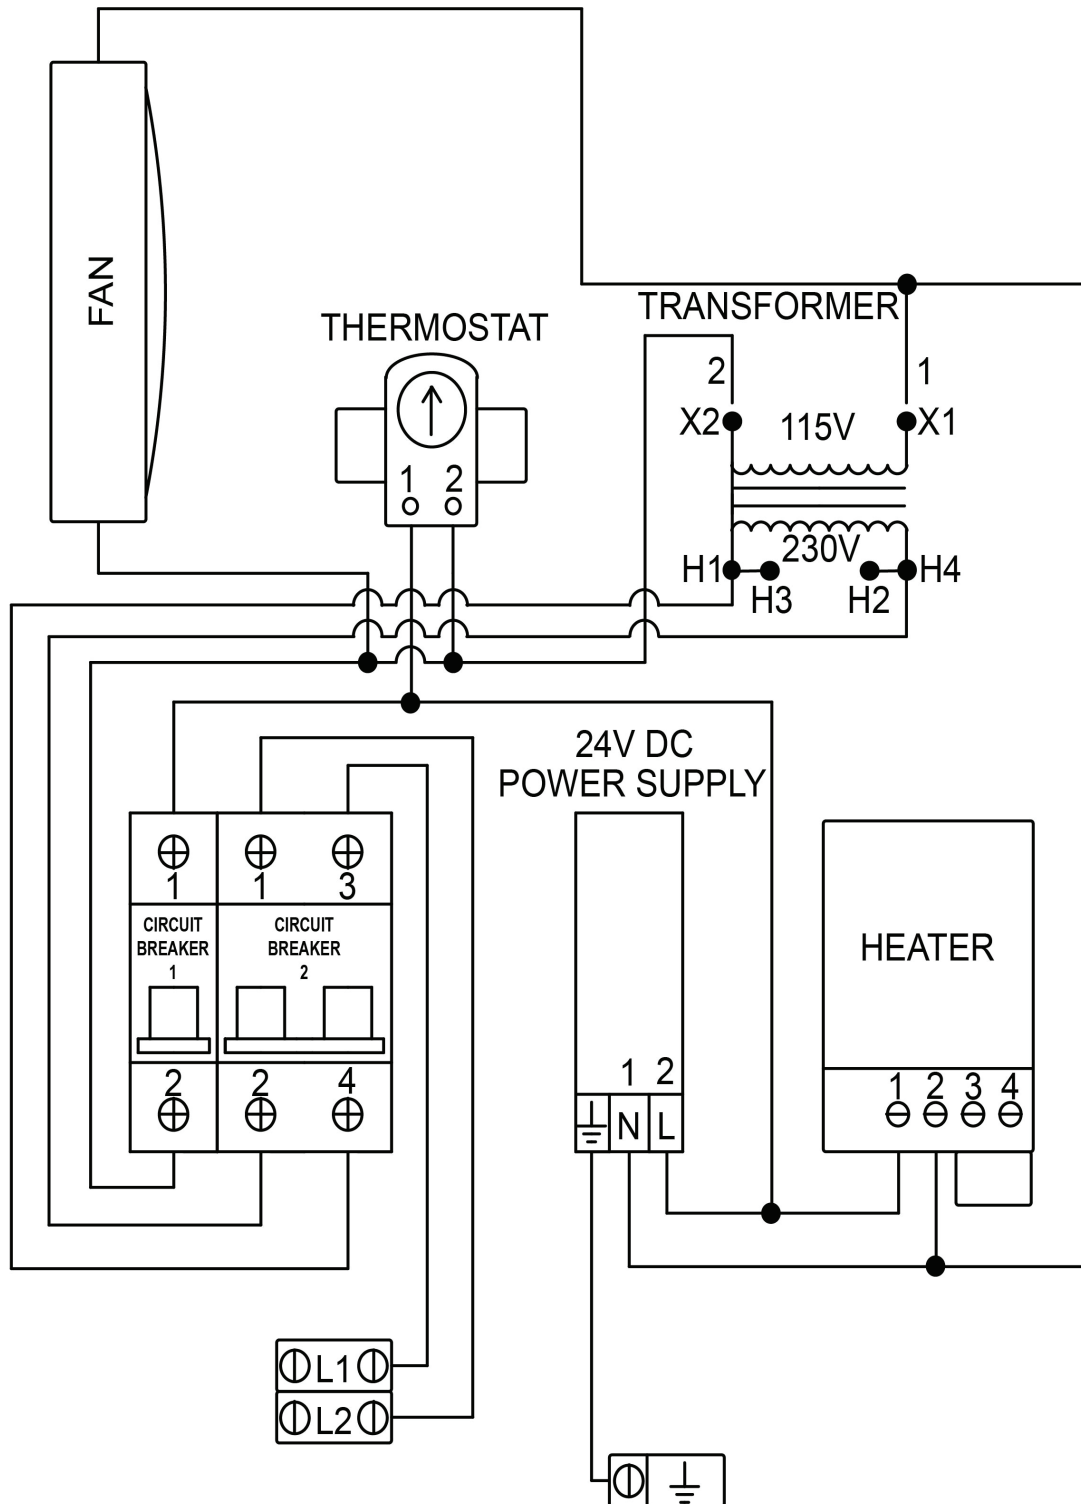 FAN
THERMOSTAT
1 2
TRANSFORMER
2 1
X2 115V X1
230V
H1 H4
H3 H2
24V DC
POWER SUPPLY
1 1 3
CIRCUIT
BREAKER
1
CIRCUIT
BREAKER
2
2 2 4
1 2
N L
HEATER
1 2 3 4
L1
L2